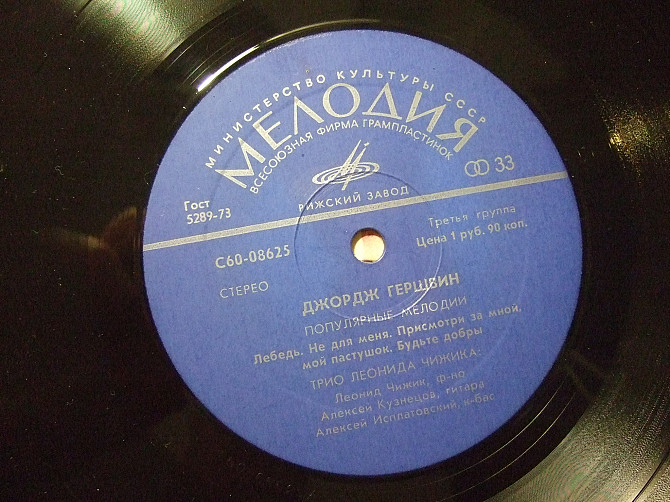 МИНИСТЕРСТВО КУЛЬТУРЫ СССР
МЕЛОДИЯ
ВСЕСОЮЗНАЯ ФИРМА ГРАМПЛАСТИНОК
33
РИЖСКИЙ ЗАВОД
Гост
5289-73
Третья группа
Цена 1 руб. 90 коп.
С60-08625
СТЕРЕО
ДЖОРДЖ ГЕРШВИН
ПОПУЛЯРНЫЕ МЕЛОДИИ
Лебедь. Не для меня. Присмотри за мной,
мой пастушок. Будьте добры
ТРИО ЛЕОНИДА ЧИЖИКА:
Леонид Чижик, ф-но
Алексей Кузнецов, гитара
Алексей Исплатовский, к-бас